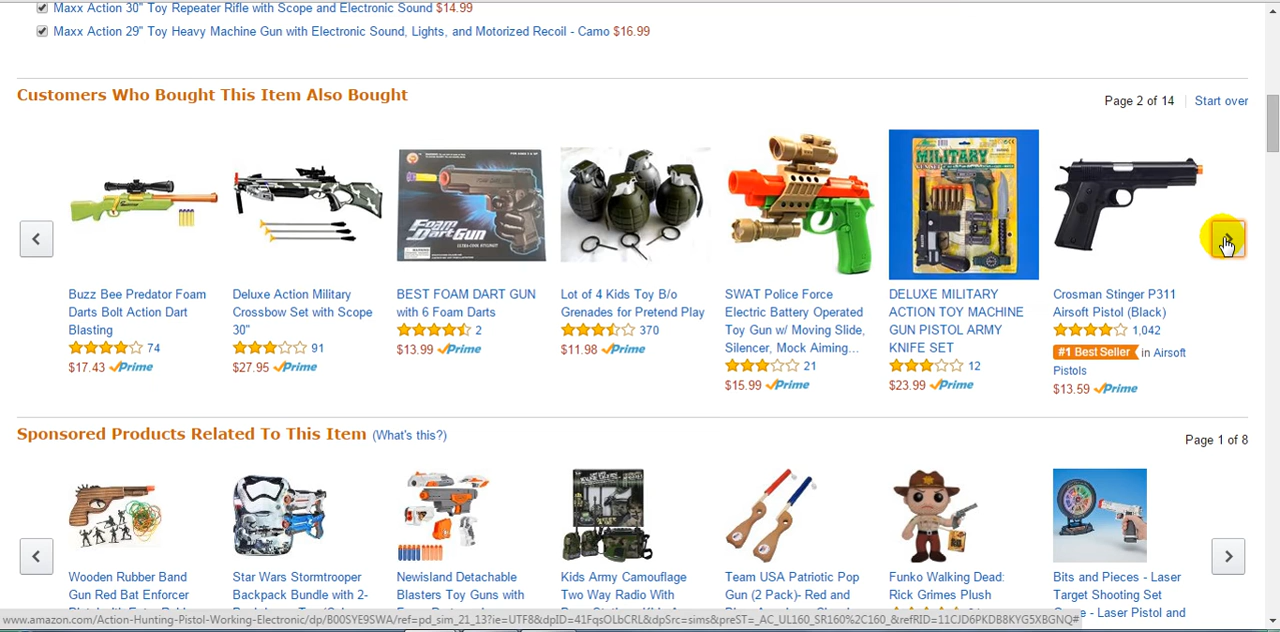 Maxx Action 30" Toy Repeater Rifle with Scope and Electronic Sound $14.99
Maxx Action 29" Toy Heavy Machine Gun with Electronic Sound, Lights, and Motorized Recoil - Camo $16.99
Customers Who Bought This Item Also Bought
Page 2 of 14 | Start over
MILITARY
Foam
Dart Gun
Buzz Bee Predator Foam
Darts Bolt Action Dart
Blasting
74
$17.43 Prime
Deluxe Action Military
Crossbow Set with Scope
30"
91
$27.95 Prime
BEST FOAM DART GUN
with 6 Foam Darts
2
$13.99 Prime
Lot of 4 Kids Toy B/o
Grenades for Pretend Play
370
$11.98 Prime
SWAT Police Force
Electric Battery Operated
Toy Gun w/ Moving Slide,
Silencer, Mock Aiming...
21
$15.99 Prime
DELUXE MILITARY
ACTION TOY MACHINE
GUN PISTOL ARMY
KNIFE SET
12
$23.99 Prime
Crosman Stinger P311
Airsoft Pistol (Black)
1,042
#1 Best Seller in Airsoft
Pistols
$13.59 Prime
Sponsored Products Related To This Item (What's this?)
Page 1 of 8
Wooden Rubber Band
Gun Red Bat Enforcer
Star Wars Stormtrooper
Backpack Bundle with 2-
Newisland Detachable
Blasters Toy Guns with
Kids Army Camouflage
Two Way Radio With
Team USA Patriotic Pop
Gun (2 Pack)- Red and
Funko Walking Dead:
Rick Grimes Plush
Bits and Pieces - Laser
Target Shooting Set
- Laser Pistol and
www.amazon.com/Action-Hunting-Pistol-Working-Electronic/dp/B00SYE9SWA/ref=pd_sim_21_13?ie=UTF8&dpID=41FqsOLbCRL&dpSrc=sims&preST=_AC_UL160_SR160%2C160_&refRID=11CJD6PKDB8KYG5XBGNQ#